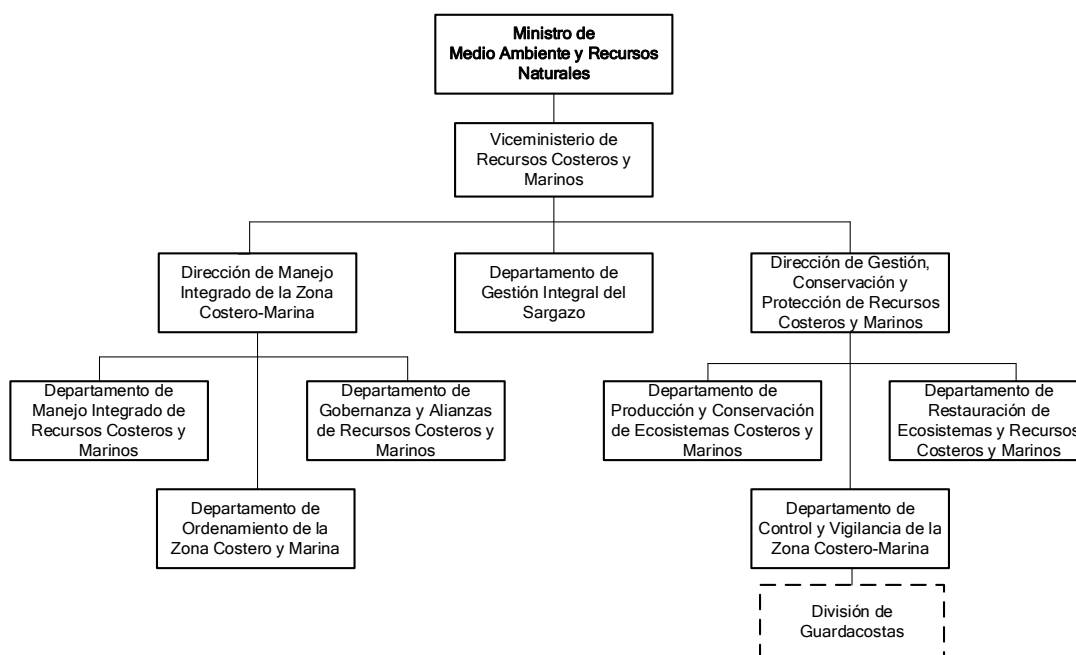 Ministro de
Medio Ambiente y Recursos
Naturales
Viceministerio de
Recursos Costeros y
Marinos
Dirección de Manejo
Integrado de la Zona
Costero-Marina
Departamento de
Gestión Integral del
Sargazo
Dirección de Gestión,
Conservación y
Protección de Recursos
Costeros y Marinos
Departamento de
Manejo Integrado de
Recursos Costeros y
Marinos
Departamento de
Gobernanza y Alianzas
de Recursos Costeros y
Marinos
Departamento de
Producción y Conservación
de Ecosistemas Costeros y
Marinos
Departamento de
Restauración de
Ecosistemas y Recursos
Costeros y Marinos
Departamento de
Ordenamiento de la
Zona Costero y Marina
Departamento de
Control y Vigilancia de la
Zona Costero-Marina
División de
Guardacostas